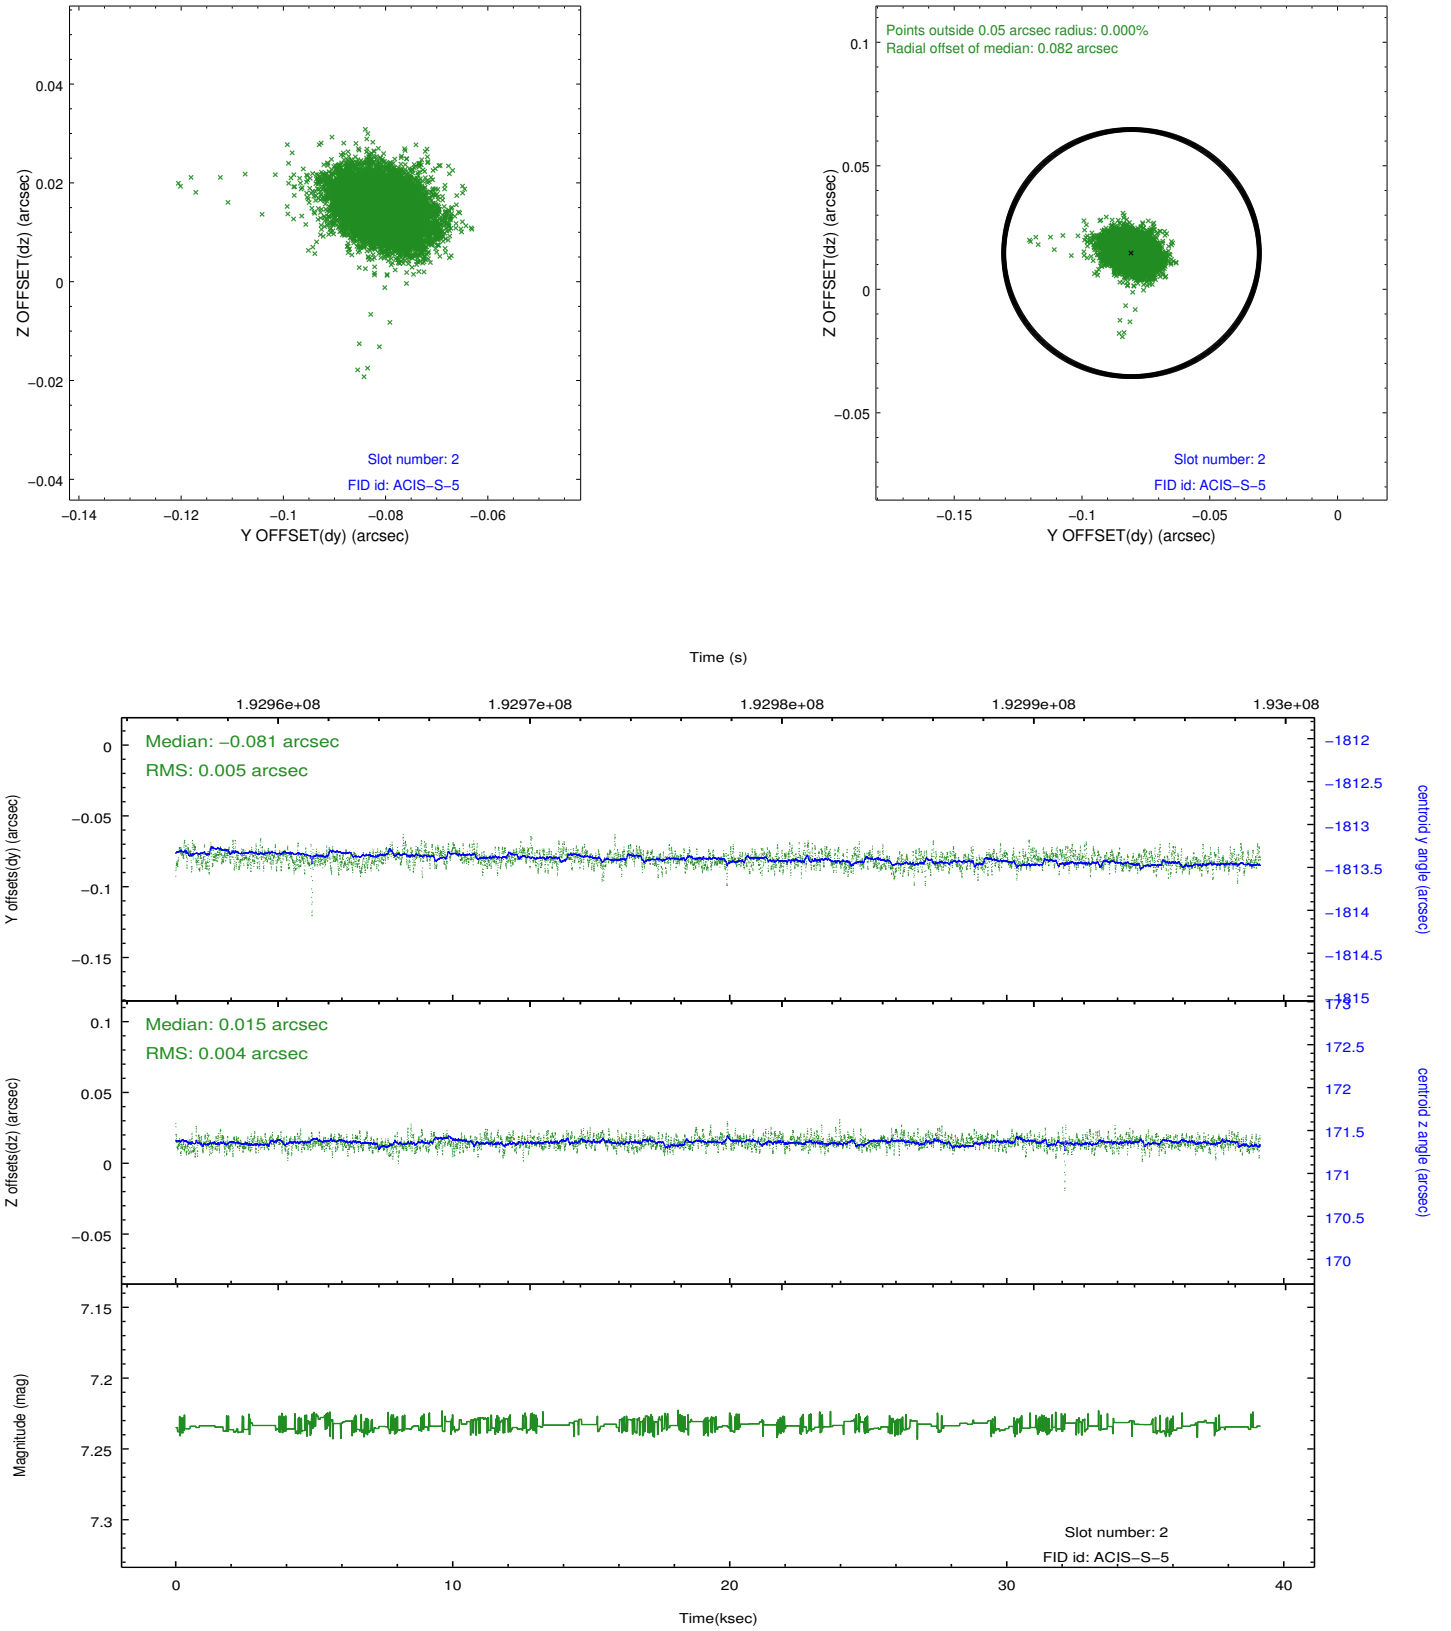 0.04
0.02
0
−0.02
−0.04
Z OFFSET(dz) (arcsec)
Slot number: 2
FID id: ACIS−S−5
−0.14
−0.12
−0.1
−0.08
−0.06
Y OFFSET(dy) (arcsec)
Points outside 0.05 arcsec radius: 0.000%
Radial offset of median: 0.082 arcsec
0.1
0.05
0
−0.05
Z OFFSET(dz) (arcsec)
Slot number: 2
FID id: ACIS−S−5
−0.15
−0.1
−0.05
0
Y OFFSET(dy) (arcsec)
Time (s)
1.9296e+08
1.9297e+08
1.9298e+08
1.9299e+08
1.93e+08
Median: −0.081 arcsec
RMS: 0.005 arcsec
0
−0.05
−0.1
−0.15
Y offsets(dy) (arcsec)
−1812
−1812.5
−1813
−1813.5
−1814
−1814.5
−1815
centroid y angle (arcsec)
Median: 0.015 arcsec
RMS: 0.004 arcsec
0.1
0.05
0
−0.05
Z offsets(dz) (arcsec)
173
172.5
172
171.5
171
170.5
170
centroid z angle (arcsec)
7.15
7.2
7.25
7.3
Magnitude (mag)
Slot number: 2
FID id: ACIS−S−5
0
10
20
30
40
Time(ksec)